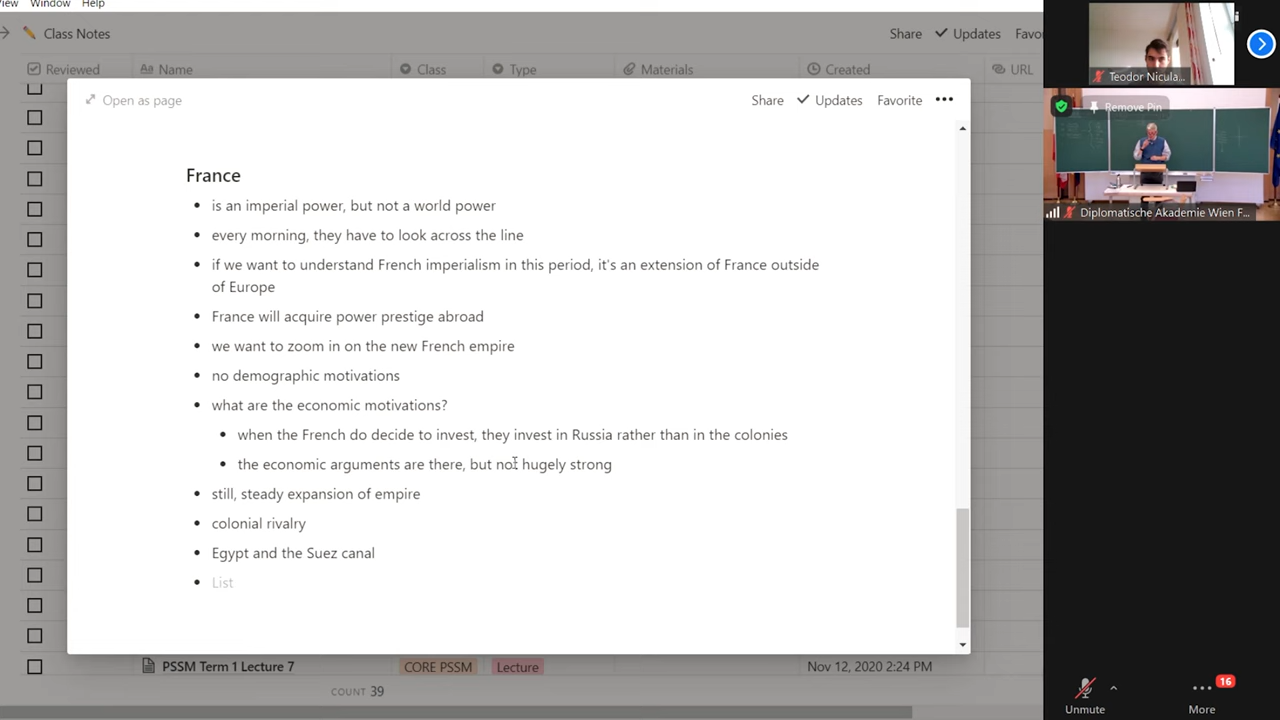 View Window Help
Class Notes
Share Updates Favo
Reviewed Name Class Type Materials Created URL
Open as page
Share Updates Favorite
France
is an imperial power, but not a world power
every morning, they have to look across the line
if we want to understand French imperialism in this period, it's an extension of France outside
of Europe
France will acquire power prestige abroad
we want to zoom in on the new French empire
no demographic motivations
what are the economic motivations?
when the French do decide to invest, they invest in Russia rather than in the colonies
the economic arguments are there, but not hugely strong
still, steady expansion of empire
colonial rivalry
Egypt and the Suez canal
List
PSSM Term 1 Lecture 7 CORE PSSM Lecture Nov 12, 2020 2:24 PM
COUNT 39
Teodor Nicula...
Remove Pin
Diplomatische Akademie Wien F...
16
Unmute More